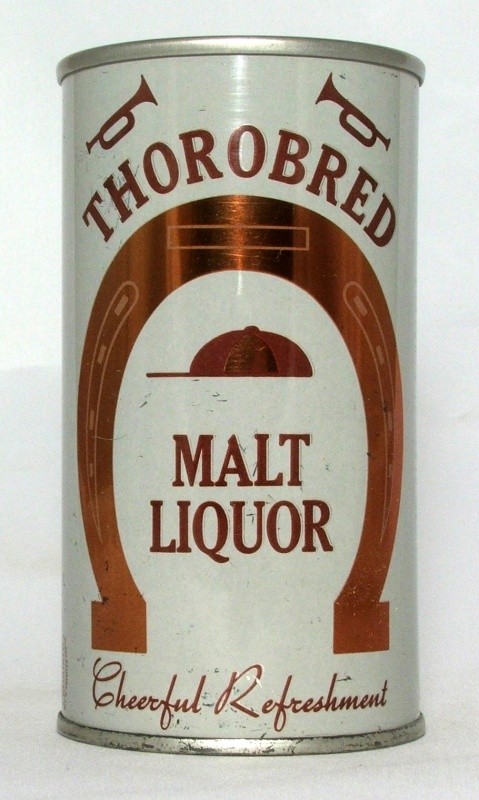 THOROBRED
MALT
LIQUOR
Cheerful Refreshment